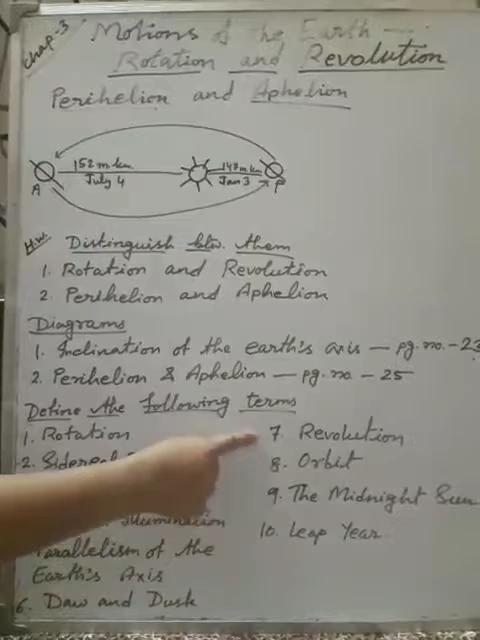 Chap. 3
Motions of the Earth —
Rotation and Revolution
Perihelion and Aphelion
152 m km
July 4
147 m km
Jan 3
A
P
H.W. Distinguish btw. them
1. Rotation and Revolution
2. Perihelion and Aphelion
Diagrams
1. Inclination of the earth's axis — pg. no. - 23
2. Perihelion & Aphelion — pg. no. - 25
Define the following terms
1. Rotation
2. Sidereal
Illumination
Parallelism of the
Earth's Axis
6. Daw and Dusk
7. Revolution
8. Orbit
9. The Midnight Sun
10. Leap Year